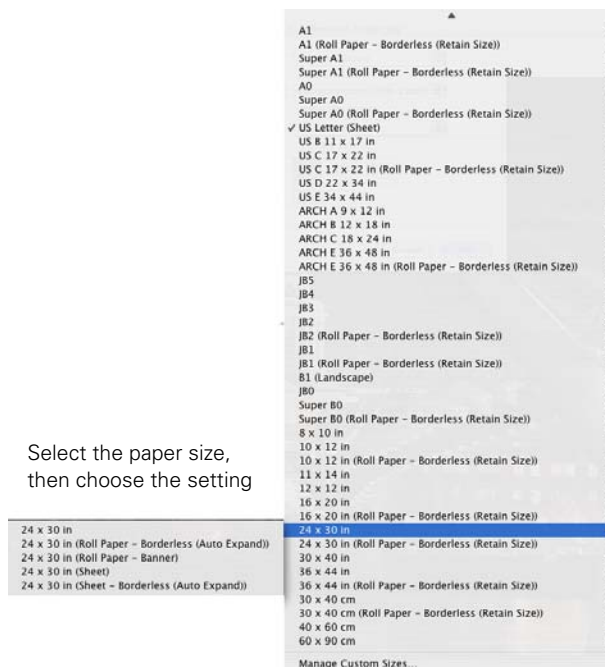 A1
A1 (Roll Paper - Borderless (Retain Size))
Super A1
Super A1 (Roll Paper - Borderless (Retain Size))
A0
Super A0
Super A0 (Roll Paper - Borderless (Retain Size))
✓ US Letter (Sheet)
US B 11 x 17 in
US C 17 x 22 in
US C 17 x 22 in (Roll Paper - Borderless (Retain Size))
US D 22 x 34 in
US E 34 x 44 in
ARCH A 9 x 12 in
ARCH B 12 x 18 in
ARCH C 18 x 24 in
ARCH E 36 x 48 in
ARCH E 36 x 48 in (Roll Paper - Borderless (Retain Size))
JB5
JB4
JB3
JB2
JB2 (Roll Paper - Borderless (Retain Size))
JB1
JB1 (Roll Paper - Borderless (Retain Size))
B1 (Landscape)
JB0
Super B0
Super B0 (Roll Paper - Borderless (Retain Size))
8 x 10 in
10 x 12 in
10 x 12 in (Roll Paper - Borderless (Retain Size))
11 x 14 in
12 x 12 in
16 x 20 in
16 x 20 in (Roll Paper - Borderless (Retain Size))
24 x 30 in
24 x 30 in (Roll Paper - Borderless (Retain Size))
30 x 40 in
36 x 44 in
36 x 44 in (Roll Paper - Borderless (Retain Size))
30 x 40 cm
30 x 40 cm (Roll Paper - Borderless (Retain Size))
40 x 60 cm
60 x 90 cm
Manage Custom Sizes...
Select the paper size,
then choose the setting
24 x 30 in
24 x 30 in (Roll Paper - Borderless (Auto Expand))
24 x 30 in (Roll Paper - Banner)
24 x 30 in (Sheet)
24 x 30 in (Sheet - Borderless (Auto Expand))